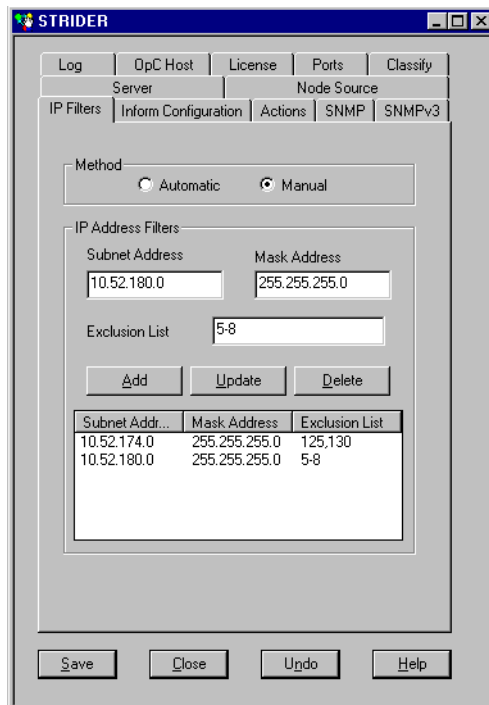 STRIDER
Log OpC Host License Ports Classify
Server Node Source
IP Filters Inform Configuration Actions SNMP SNMPv3
Method
Automatic Manual
IP Address Filters
Subnet Address Mask Address
10.52.180.0 255.255.255.0
Exclusion List 5-8
Add Update Delete
Subnet Addr... Mask Address Exclusion List
10.52.174.0 255.255.255.0 125,130
10.52.180.0 255.255.255.0 5-8
Save Close Undo Help